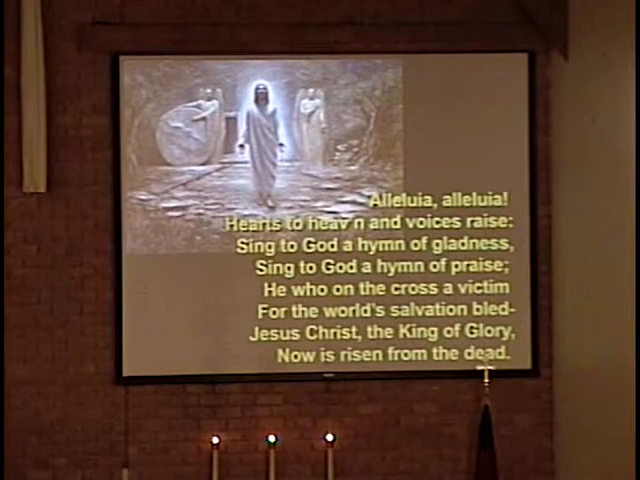 Alleluia, alleluia!
Hearts to heav'n and voices raise:
Sing to God a hymn of gladness,
Sing to God a hymn of praise;
He who on the cross a victim
For the world's salvation bled-
Jesus Christ, the King of Glory,
Now is risen from the dead.